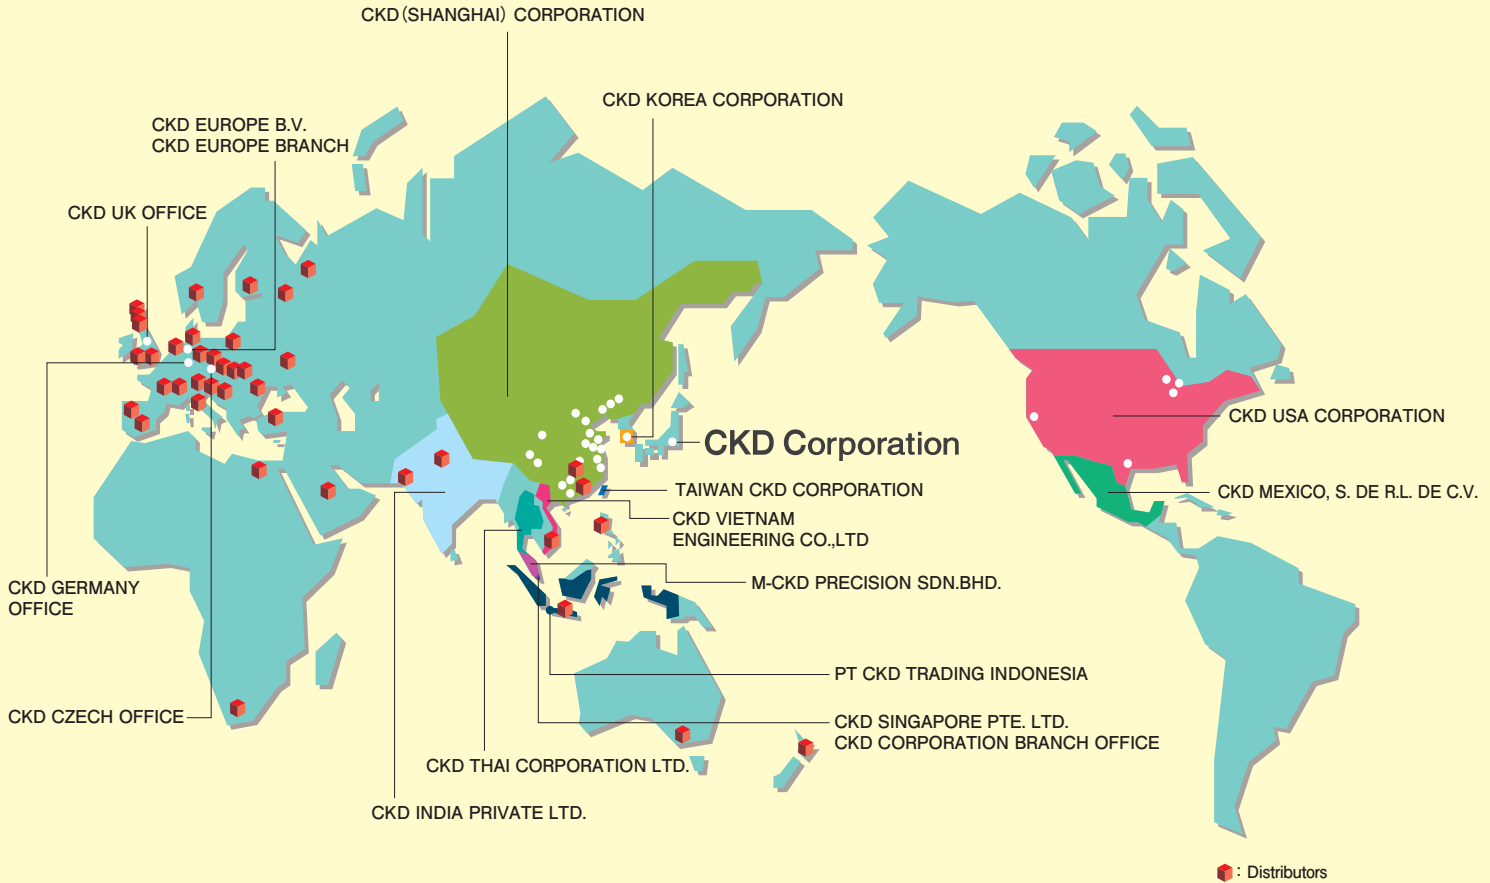 CKD(SHANGHAI) CORPORATION
CKD KOREA CORPORATION
CKD EUROPE B.V.
CKD EUROPE BRANCH
CKD UK OFFICE
CKD USA CORPORATION
CKD Corporation
TAIWAN CKD CORPORATION
CKD MEXICO, S. DE R.L. DE C.V.
CKD VIETNAM
ENGINEERING CO.,LTD
M-CKD PRECISION SDN.BHD.
CKD GERMANY
OFFICE
PT CKD TRADING INDONESIA
CKD CZECH OFFICE
CKD SINGAPORE PTE. LTD.
CKD CORPORATION BRANCH OFFICE
CKD THAI CORPORATION LTD.
CKD INDIA PRIVATE LTD.
: Distributors